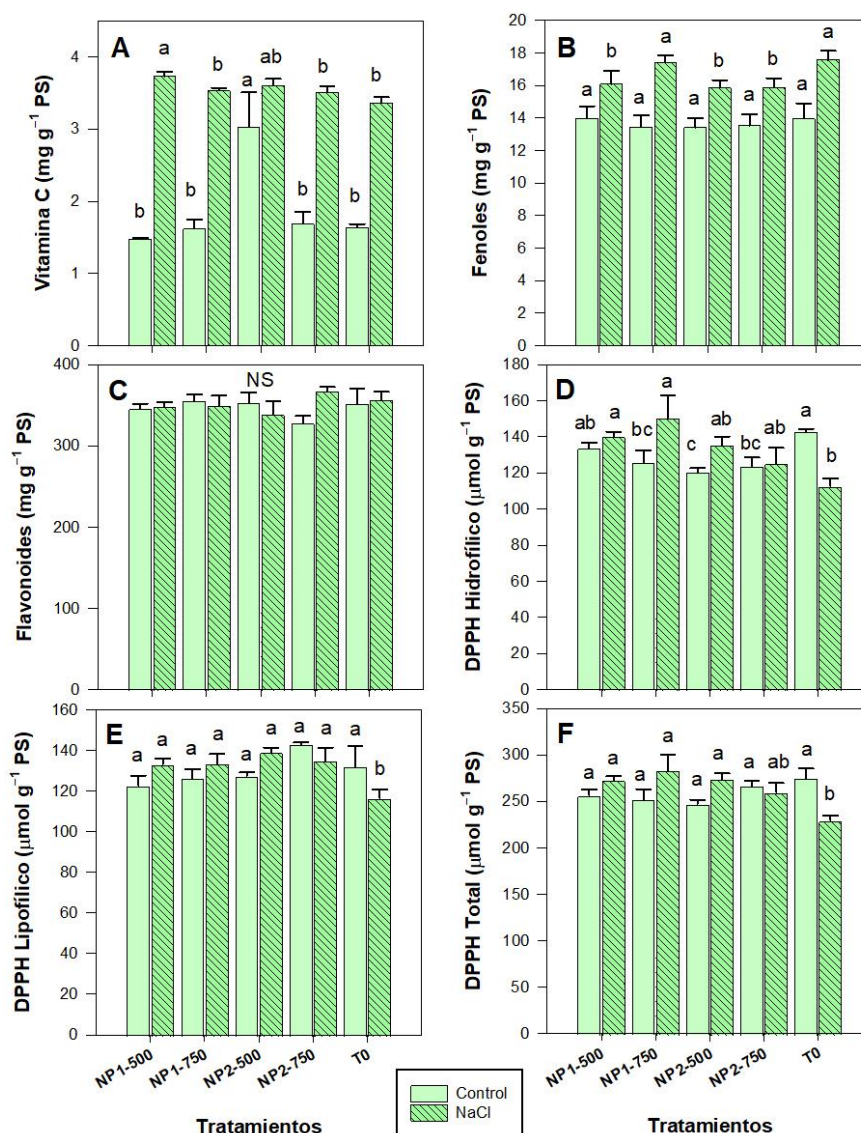 A
Vitamina C (mg g⁻¹ PS)
4
3
2
1
0
b a b b a ab b b b b
B
Fenoles (mg g⁻¹ PS)
20
18
16
14
12
10
8
6
4
2
0
a b a a a b a b a a
C
Flavonoides (mg g⁻¹ PS)
400
300
200
100
0
NS
D
DPPH Hidrofílico (μmol g⁻¹ PS)
180
160
140
120
100
80
60
40
20
0
ab a bc a c ab bc ab a b
E
DPPH Lipofílico (μmol g⁻¹ PS)
160
140
120
100
80
60
40
20
0
a a a a a a a a a b
NP1-500 NP1-750 NP2-500 NP2-750 T0
Tratamientos
F
DPPH Total (μmol g⁻¹ PS)
350
300
250
200
150
100
50
0
a a a a a a a ab a b
NP1-500 NP1-750 NP2-500 NP2-750 T0
Tratamientos
Control
NaCl